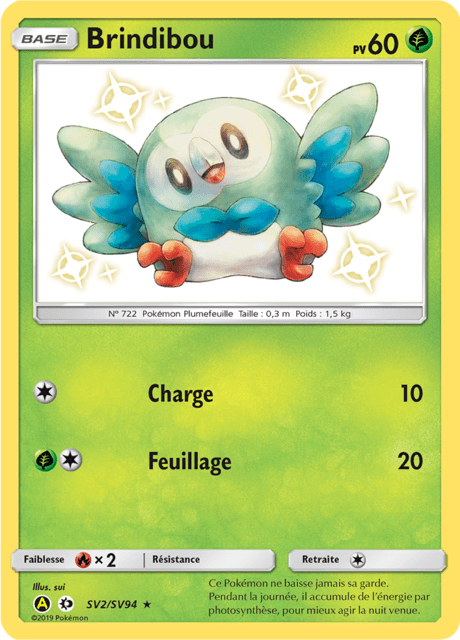 BASE Brindibou PV60
N° 722 Pokémon Plumefeuille Taille : 0,3 m Poids : 1,5 kg
Charge 10
Feuillage 20
Faiblesse ×2 Résistance Retraite
Illus. sui
A SV2/SV94 ★
©2019 Pokémon
Ce Pokémon ne baisse jamais sa garde.
Pendant la journée, il accumule de l'énergie par
photosynthèse, pour mieux agir la nuit venue.